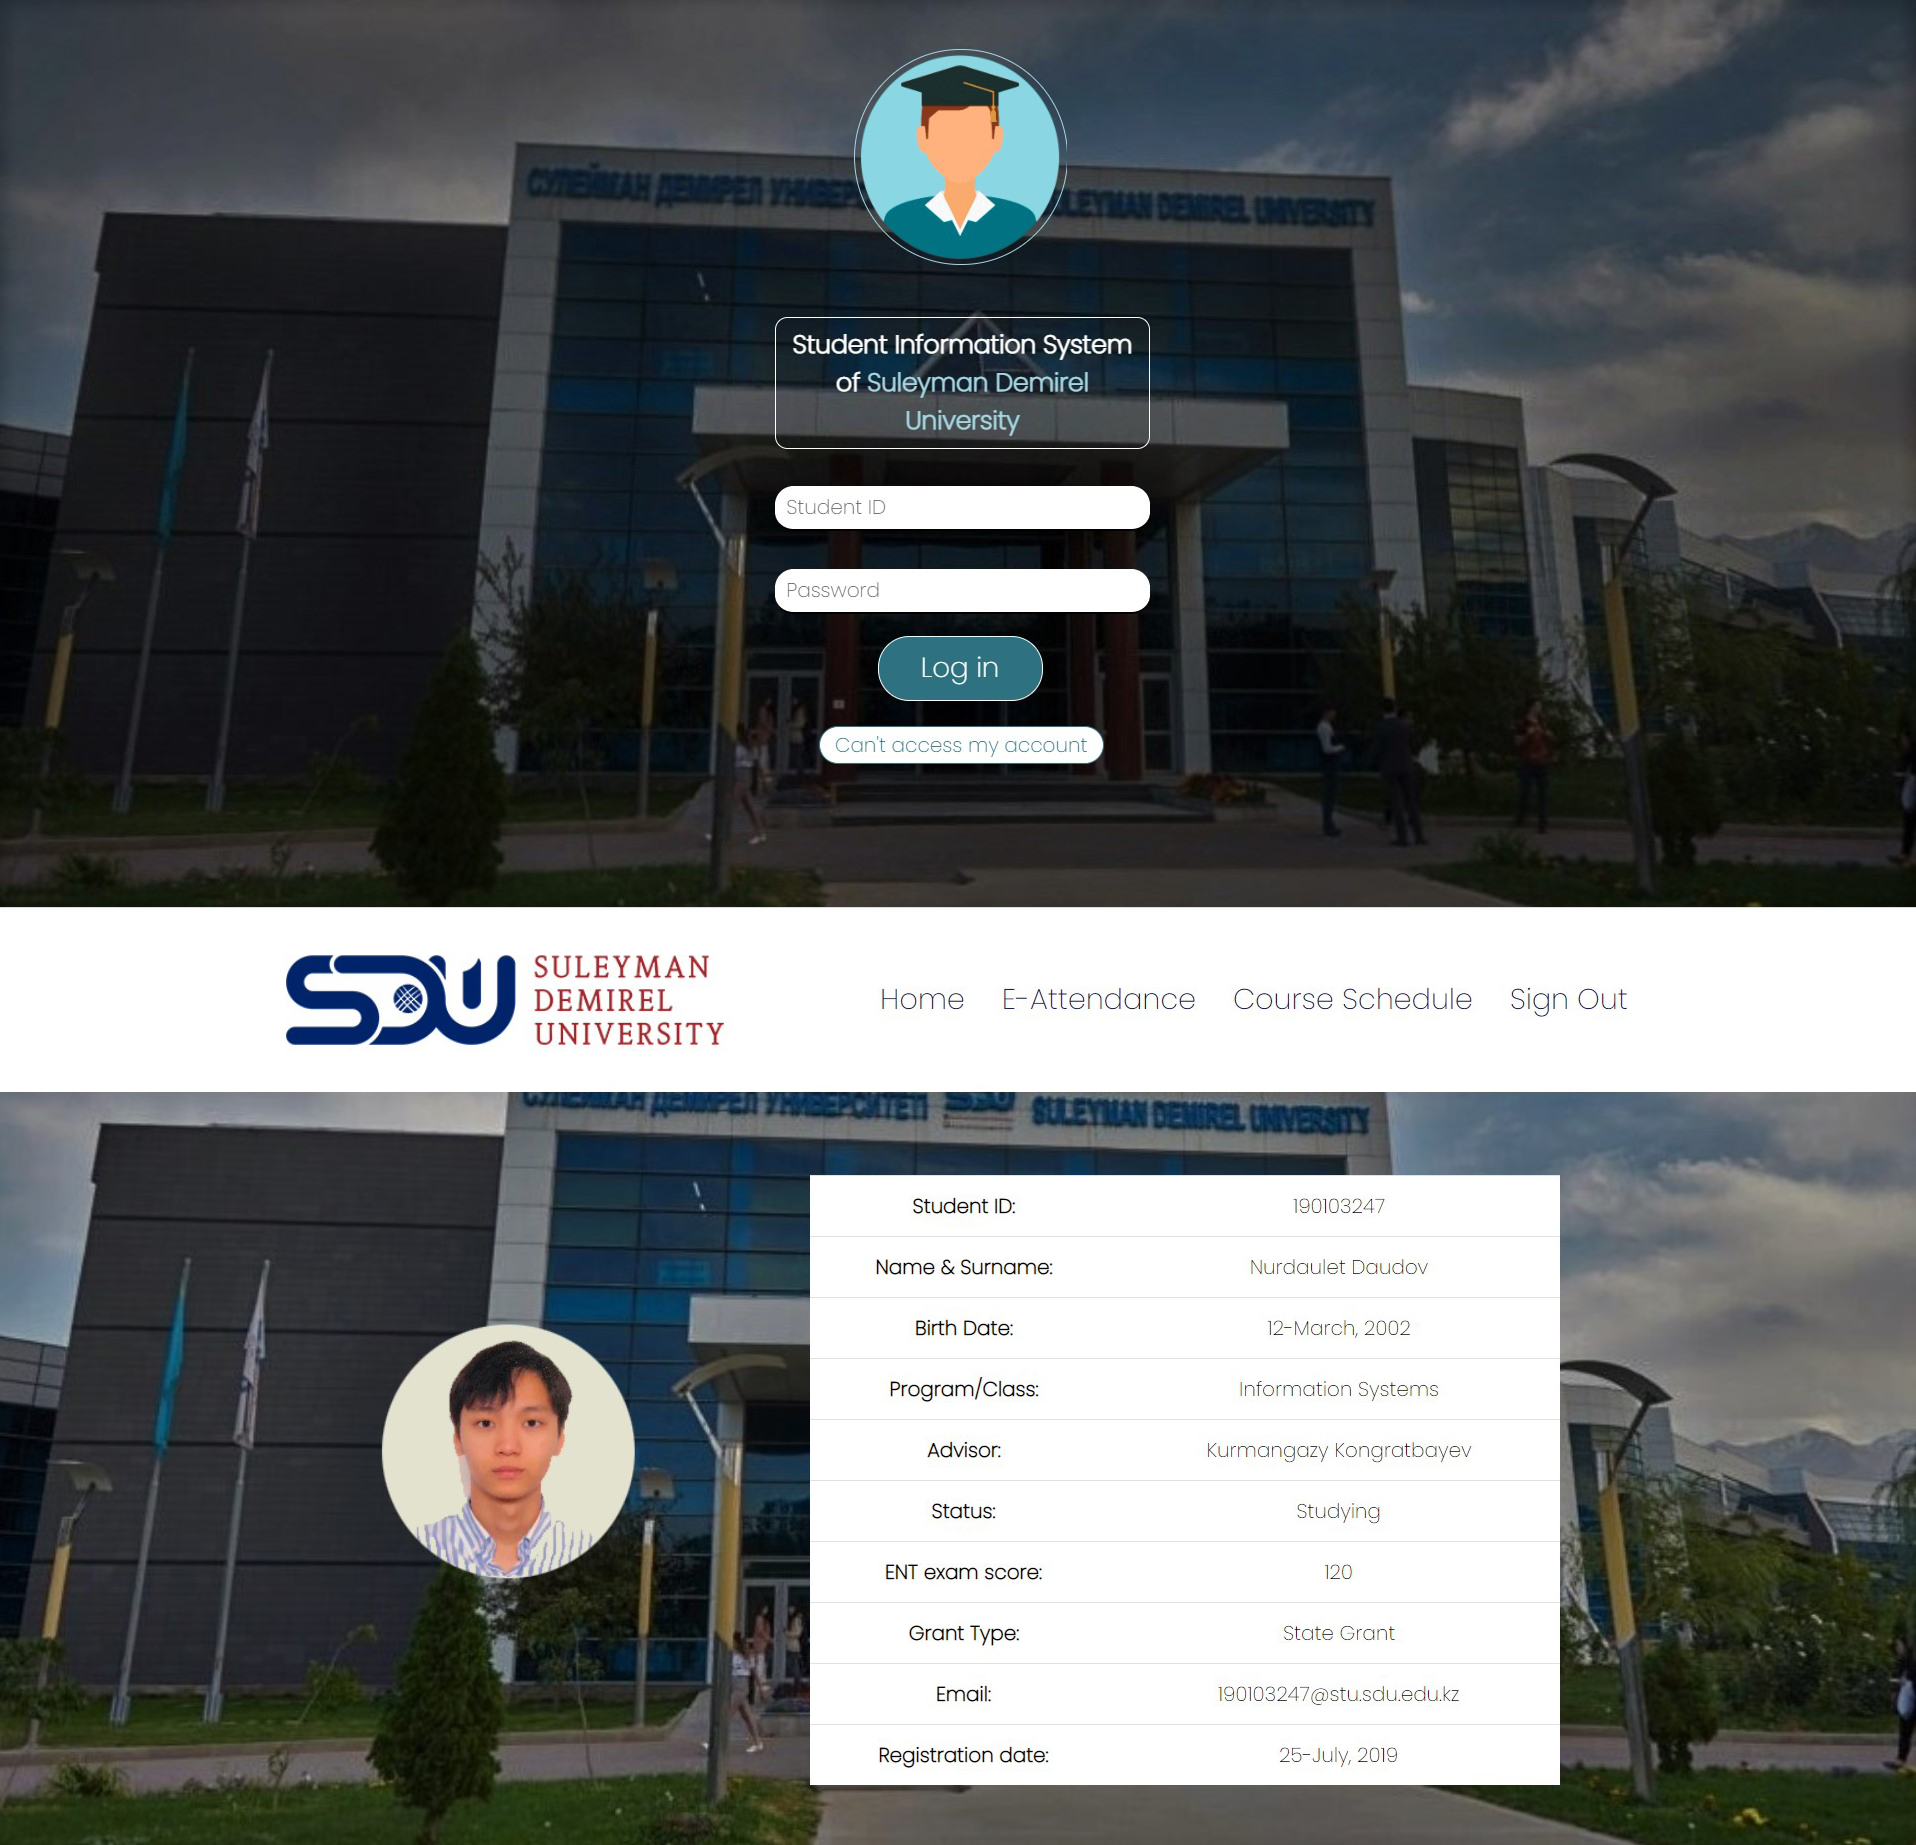 СУЛЕЙМАН ДЕМИРЕЛ УНИВЕР
SULEYMAN DEMIREL UNIVERSITY
Student Information System
of Suleyman Demirel
University
Student ID
Password
Log in
Can't access my account
SDU
SULEYMAN
DEMIREL
UNIVERSITY
Home
E-Attendance
Course Schedule
Sign Out
СУЛЕЙМАН ДЕМИРЕЛ УНИВЕРСИТЕТІ SDU SULEYMAN DEMIREL UNIVERSITY
Student ID: 190103247
Name & Surname: Nurdaulet Daudov
Birth Date: 12-March, 2002
Program/Class: Information Systems
Advisor: Kurmangazy Kongratbayev
Status: Studying
ENT exam score: 120
Grant Type: State Grant
Email: 190103247@stu.sdu.edu.kz
Registration date: 25-July, 2019